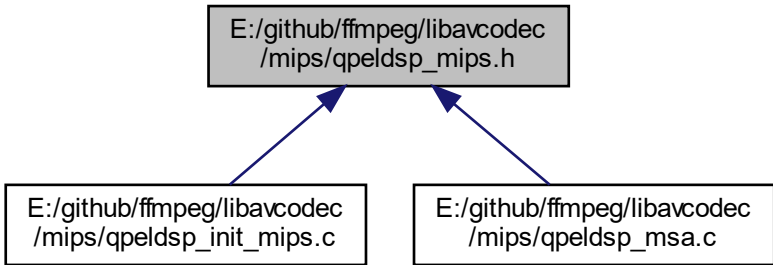 E:/github/ffmpeg/libavcodec
/mips/qpeldsp_mips.h
E:/github/ffmpeg/libavcodec
/mips/qpeldsp_init_mips.c
E:/github/ffmpeg/libavcodec
/mips/qpeldsp_msa.c